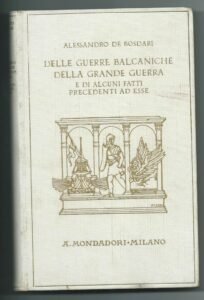 ALESSANDRO DE BOSDARI
DELLE GUERRE BALCANICHE
DELLA GRANDE GUERRA
E DI ALCUNI FATTI
PRECEDENTI AD ESSE
A. MONDADORI · MILANO